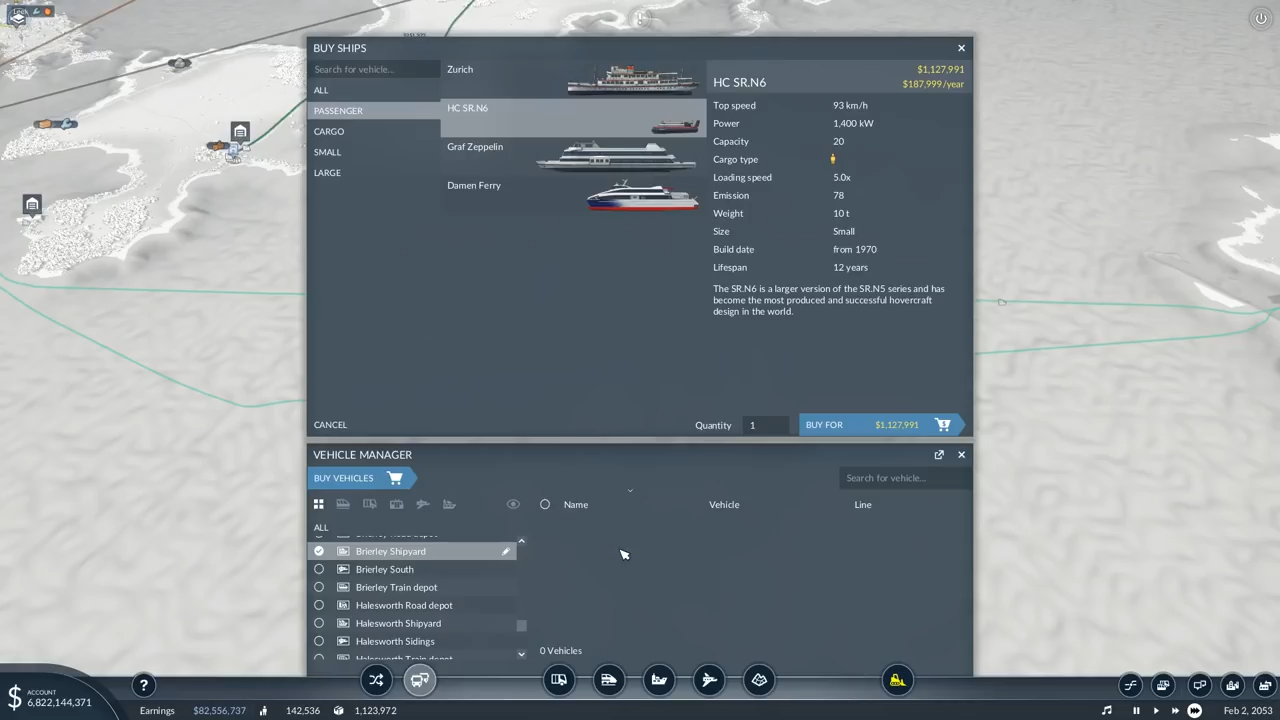 BUY SHIPS
Search for vehicle...
ALL
PASSENGER
CARGO
SMALL
LARGE
Zurich
HC SR.N6
Graf Zeppelin
Damen Ferry
HC SR.N6
$1,127,991
$187,999/year
Top speed 93 km/h
Power 1,400 kW
Capacity 20
Cargo type
Loading speed 5.0x
Emission 78
Weight 10 t
Size Small
Build date from 1970
Lifespan 12 years
The SR.N6 is a larger version of the SR.N5 series and has
become the most produced and successful hovercraft
design in the world.
CANCEL
Quantity 1
BUY FOR $1,127,991
VEHICLE MANAGER
BUY VEHICLES
Search for vehicle...
Name Vehicle Line
ALL
Brierley Road depot
Brierley Shipyard
Brierley South
Brierley Train depot
Halesworth Road depot
Halesworth Shipyard
Halesworth Sidings
Halesworth Train depot
0 Vehicles
?
$ ACCOUNT
6,822,144,371
Earnings $82,556,737 142,536 1,123,972
Feb 2, 2053